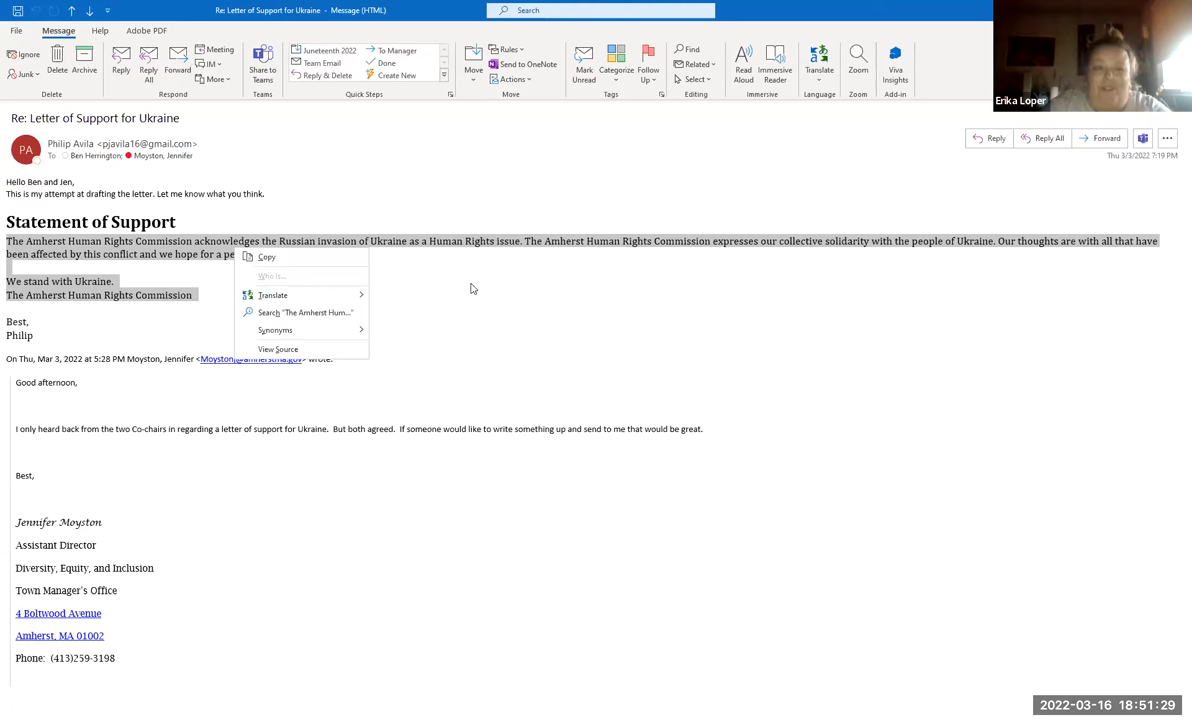 Re: Letter of Support for Ukraine - Message (HTML)
Search
File
Message
Help
Adobe PDF
Ignore
Junk
Delete
Archive
Reply
Reply All
Forward
Meeting
IM
More
Share to Teams
Juneteenth 2022
To Manager
Team Email
Done
Reply & Delete
Create New
Move
Rules
Send to OneNote
Actions
Mark Unread
Categorize
Follow Up
Find
Related
Select
Read Aloud
Immersive Reader
Translate
Zoom
Viva Insights
Delete
Respond
Teams
Quick Steps
Move
Tags
Editing
Immersive
Language
Zoom
Add-in
Erika Loper
Re: Letter of Support for Ukraine
PA
Philip Avila <pjavila16@gmail.com>
To Ben Herrington; Moyston, Jennifer
Reply
Reply All
Forward
Thu 3/3/2022 7:19 PM
Hello Ben and Jen,
This is my attempt at drafting the letter. Let me know what you think.
Statement of Support
The Amherst Human Rights Commission acknowledges the Russian invasion of Ukraine as a Human Rights issue. The Amherst Human Rights Commission expresses our collective solidarity with the people of Ukraine. Our thoughts are with all that have
been affected by this conflict and we hope for a pe
We stand with Ukraine.
The Amherst Human Rights Commission
Copy
Who is...
Translate
Search "The Amherst Hum..."
Synonyms
View Source
Best,
Philip
On Thu, Mar 3, 2022 at 5:28 PM Moyston, Jennifer <MoystonJ@amherstma.gov> wrote:
Good afternoon,
I only heard back from the two Co-chairs in regarding a letter of support for Ukraine. But both agreed. If someone would like to write something up and send to me that would be great.
Best,
Jennifer Moyston
Assistant Director
Diversity, Equity, and Inclusion
Town Manager's Office
4 Boltwood Avenue
Amherst, MA 01002
Phone: (413)259-3198
2022-03-16 18:51:29